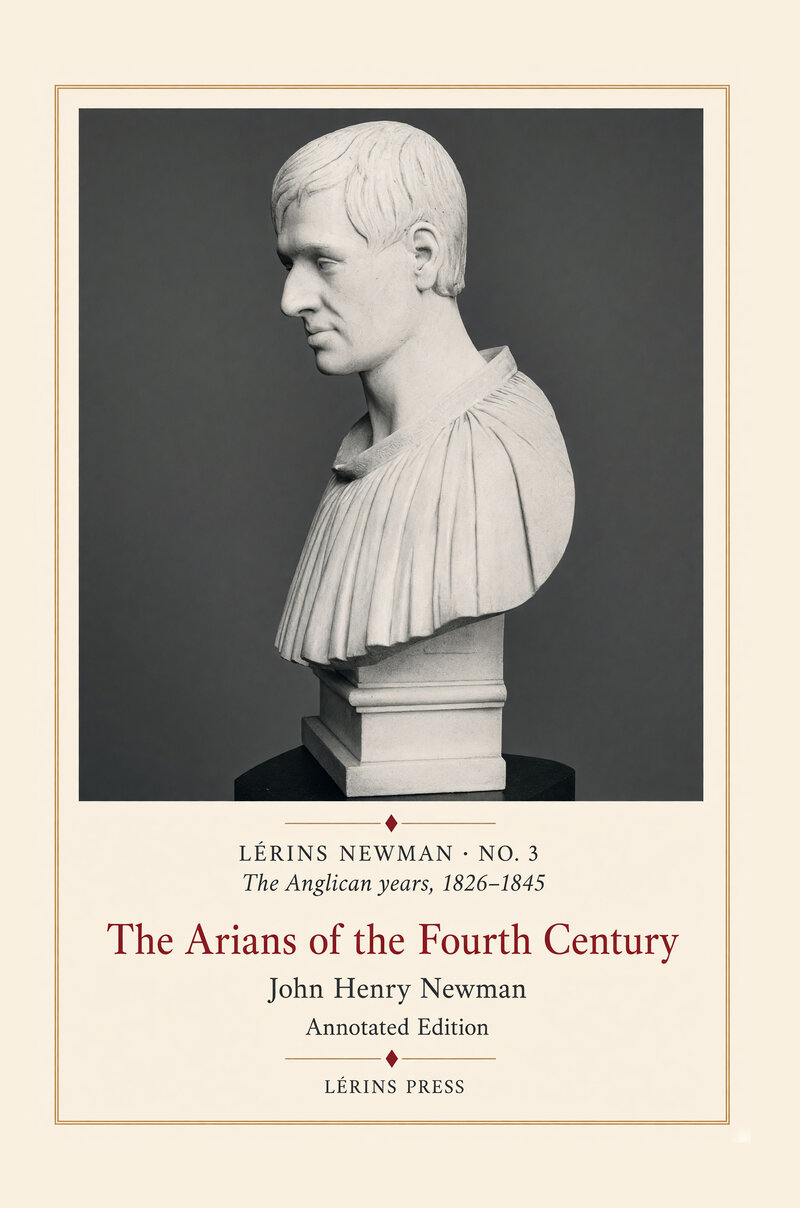 LÉRINS NEWMAN · NO. 3
The Anglican years, 1826–1845
The Arians of the Fourth Century
John Henry Newman
Annotated Edition
LÉRINS PRESS